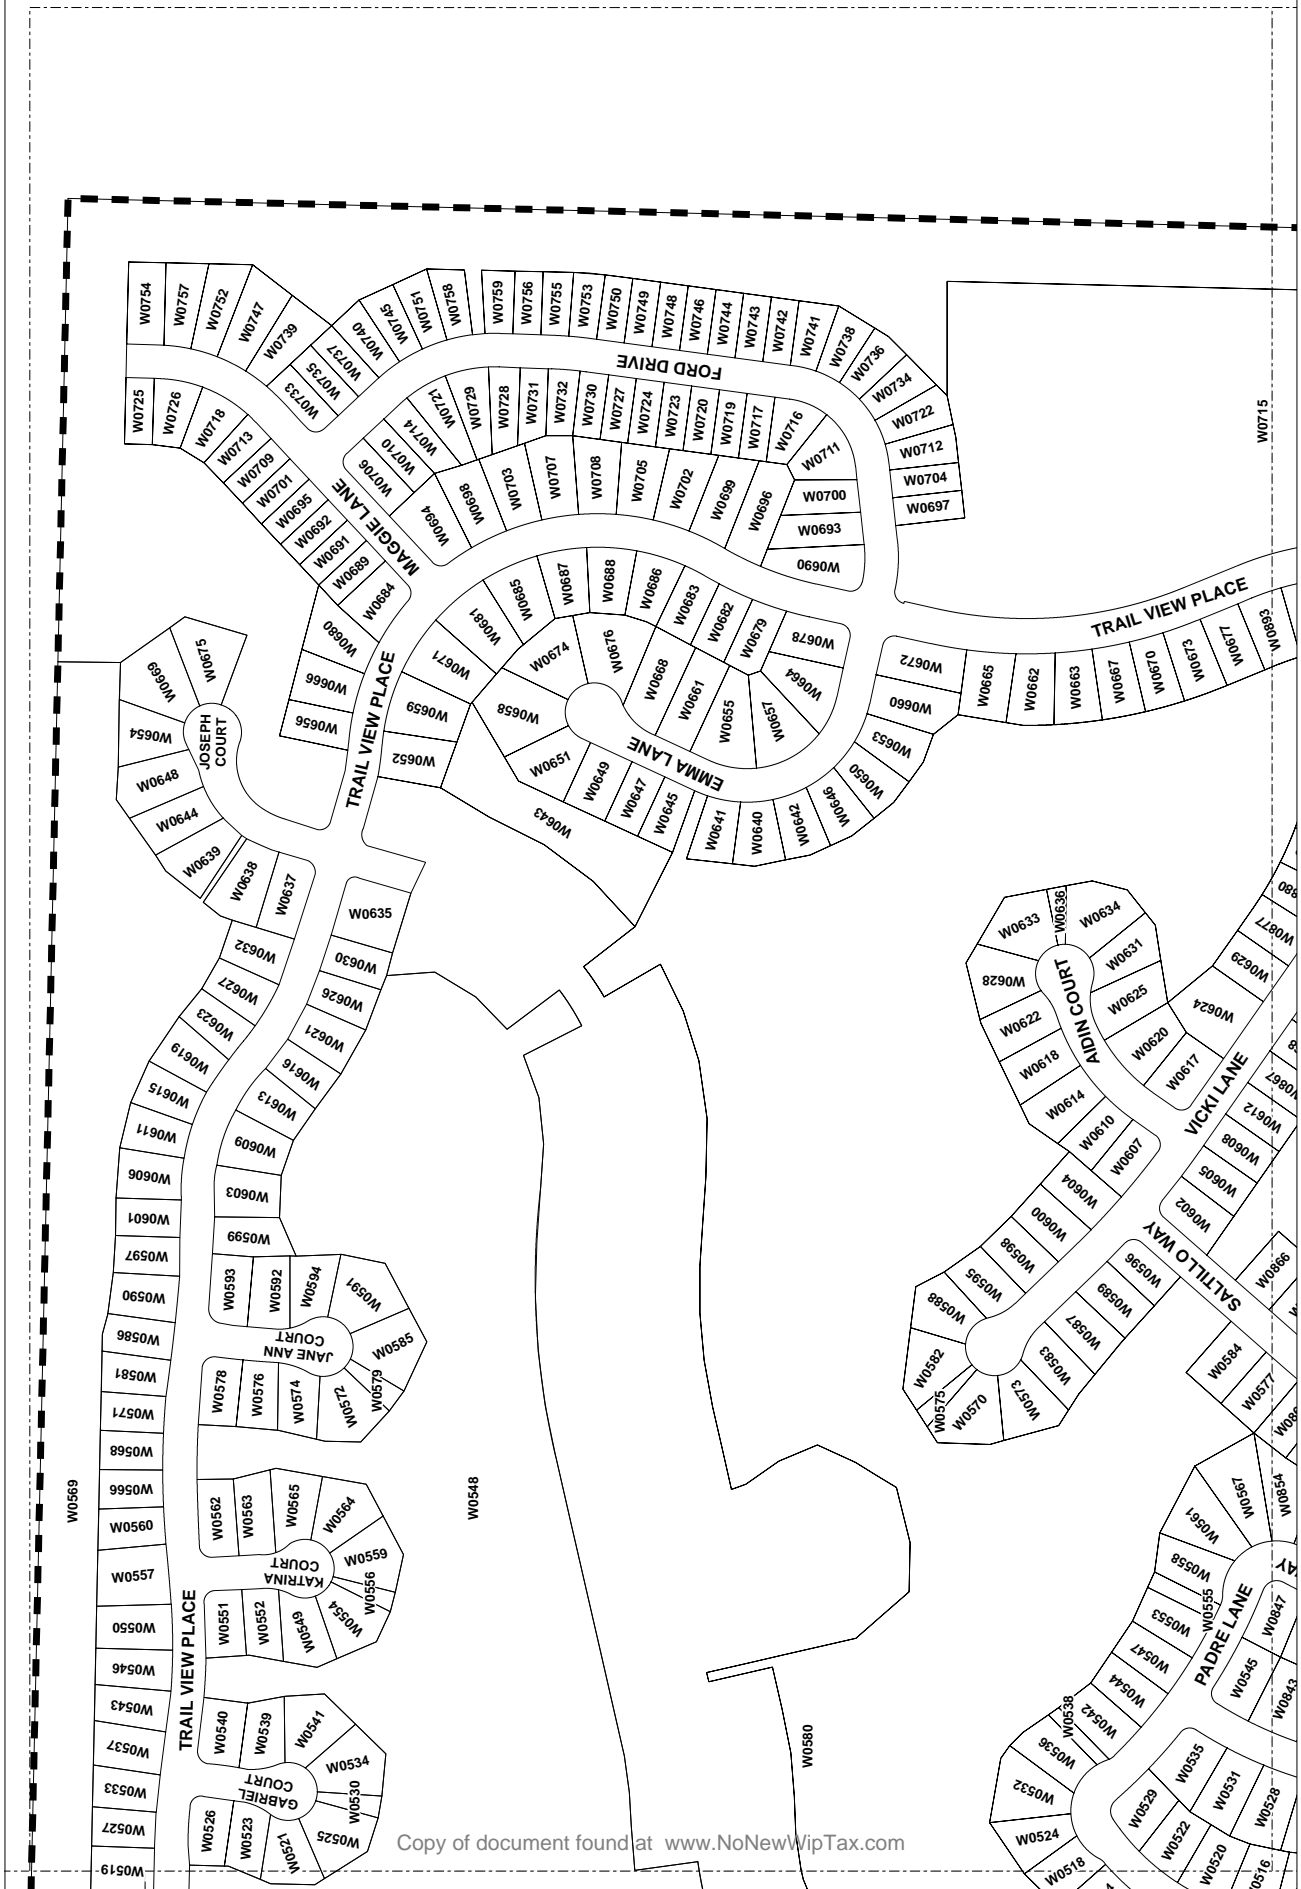 W0754
W0757
W0752
W0747
W0739
W0733
W0735
W0737
W0740
W0745
W0751
W0758
W0759
W0756
W0755
W0753
W0750
W0749
W0748
W0746
W0744
W0743
W0742
W0741
W0738
W0736
W0734
W0722
W0712
W0704
W0697
FORD DRIVE
W0715
W0725
W0726
W0718
W0713
W0709
W0701
W0695
W0692
W0691
W0689
W0684
MAGGIE LANE
W0706
W0710
W0714
W0721
W0729
W0728
W0731
W0732
W0730
W0727
W0724
W0723
W0720
W0719
W0717
W0716
W0711
W0700
W0693
W0690
W0694
W0698
W0703
W0707
W0708
W0705
W0702
W0699
W0696
W0680
W0666
W0656
W0671
W0681
W0685
W0687
W0688
W0686
W0683
W0682
W0679
W0678
W0664
W0657
W0655
W0661
W0668
W0676
W0674
W0658
W0651
W0649
W0647
W0645
W0643
W0659
W0652
EMMA LANE
W0641
W0640
W0642
W0646
W0650
W0653
W0660
W0672
W0665
W0662
W0663
W0667
W0670
W0673
W0677
W0893
TRAIL VIEW PLACE
TRAIL VIEW PLACE
W0675
W0669
W0654
W0648
W0644
W0639
W0638
W0637
JOSEPH
COURT
W0635
W0630
W0626
W0621
W0616
W0613
W0609
W0603
W0599
W0632
W0627
W0623
W0619
W0615
W0611
W0606
W0601
W0597
W0590
W0586
W0581
W0571
W0568
W0566
W0560
W0557
W0550
W0546
W0543
W0537
W0533
W0527
W0519
W0569
W0593
W0592
W0594
W0591
W0585
W0579
W0572
W0574
W0576
W0578
JANE ANN
COURT
W0562
W0563
W0565
W0564
W0559
W0556
W0554
W0549
W0552
W0551
KATRINA
COURT
TRAIL VIEW PLACE
W0540
W0539
W0541
W0534
W0530
W0525
W0521
W0523
W0526
GABRIEL
COURT
W0548
W0580
W0633
W0636
W0634
W0631
W0625
W0620
W0617
W0628
W0622
W0618
W0614
W0610
W0607
AIDIN COURT
W0624
W0629
W0877
VICKI LANE
W0867
W0612
W0608
W0605
W0602
W0604
W0600
W0598
W0595
W0588
W0582
W0575
W0570
W0573
W0583
W0587
W0589
W0596
SALTILLO WAY
W0866
W0584
W0577
W0567
W0854
W0561
W0558
W0555
W0553
W0547
W0544
W0542
W0538
W0536
W0532
W0524
W0518
PADRE LANE
W0847
W0545
W0843
W0535
W0531
W0528
W0529
W0522
W0520
Copy of document found at www.NoNewWipTax.com